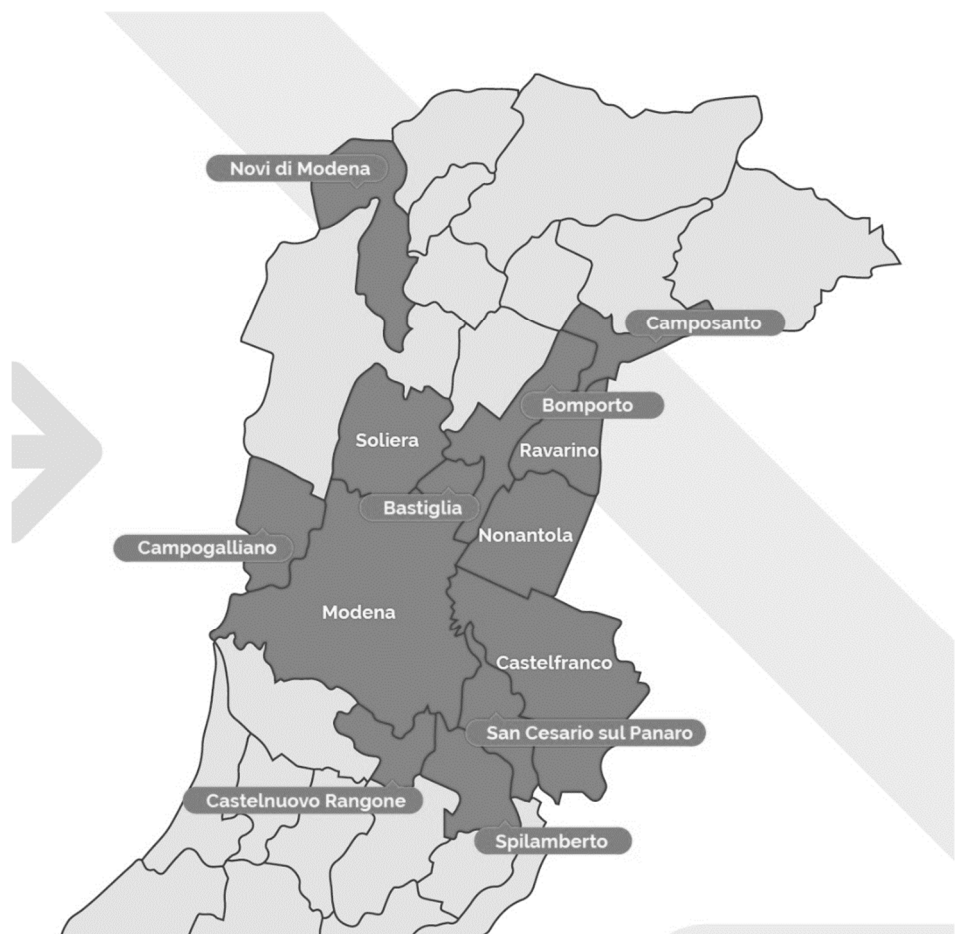 Novi di Modena
Camposanto
Bomporto
Soliera
Ravarino
Bastiglia
Nonantola
Campogalliano
Modena
Castelfranco
San Cesario sul Panaro
Castelnuovo Rangone
Spilamberto